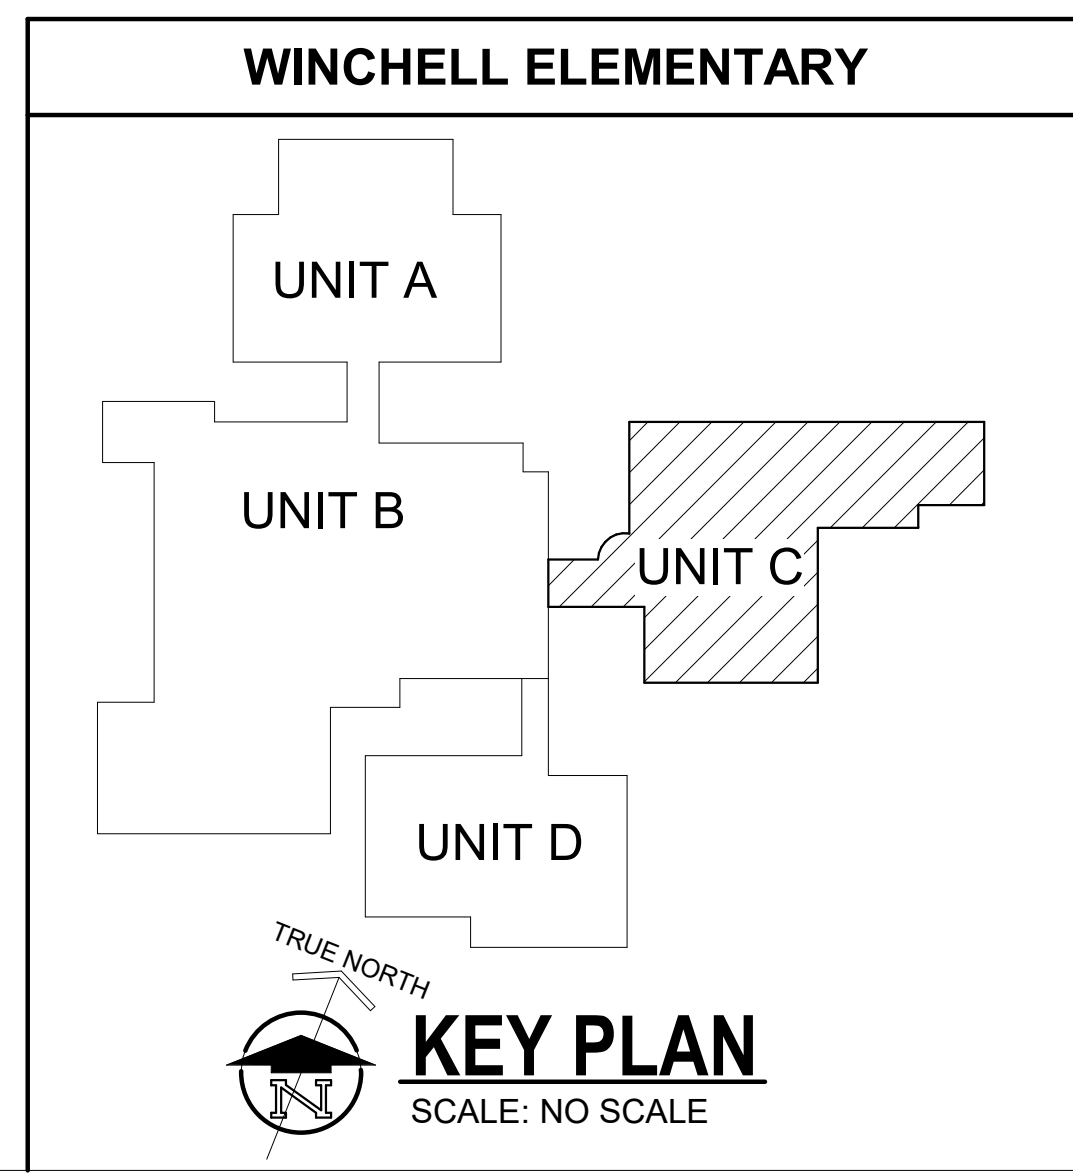 WINCHELL ELEMENTARY
UNIT A
UNIT B
UNIT C
UNIT D
TRUE NORTH
N
KEY PLAN
SCALE: NO SCALE